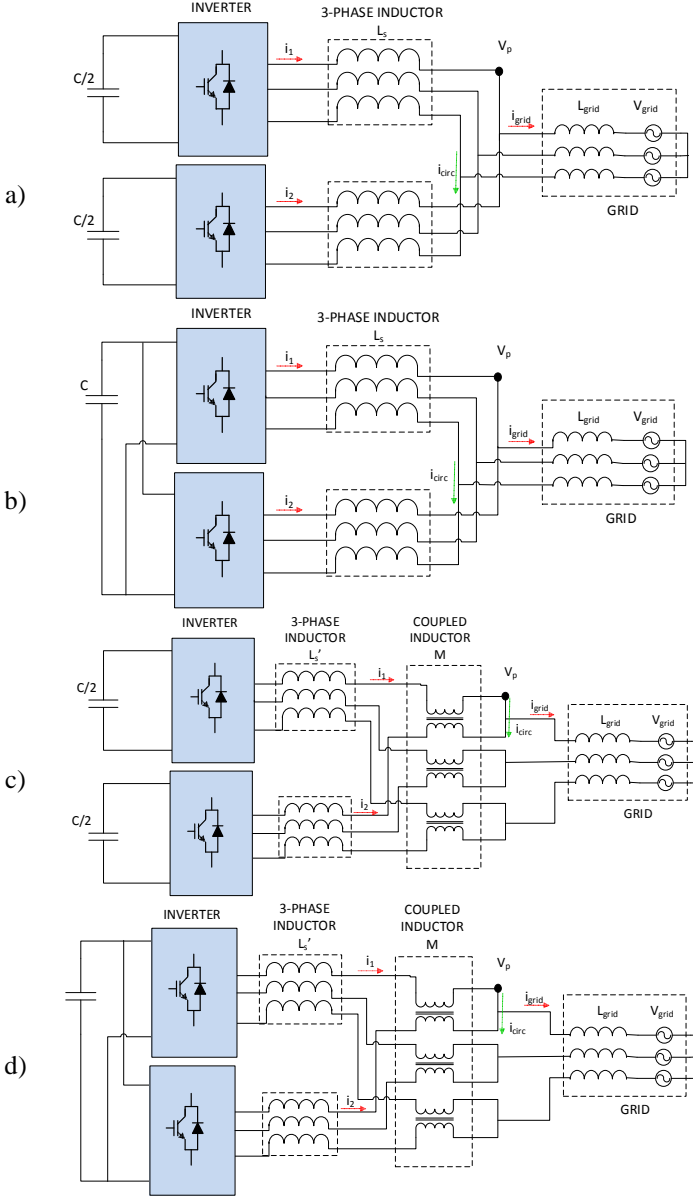 INVERTER
3-PHASE INDUCTOR
Ls
i1
Vp
C/2
igrid
Lgrid
Vgrid
icirc
a)
C/2
i2
GRID
INVERTER
3-PHASE INDUCTOR
Ls
i1
Vp
C
igrid
Lgrid
Vgrid
icirc
b)
i2
GRID
INVERTER
3-PHASE
INDUCTOR
Ls'
COUPLED
INDUCTOR
M
i1
Vp
C/2
igrid
icirc
Lgrid
Vgrid
c)
C/2
i2
GRID
INVERTER
3-PHASE
INDUCTOR
Ls'
COUPLED
INDUCTOR
M
i1
Vp
igrid
icirc
Lgrid
Vgrid
d)
i2
GRID